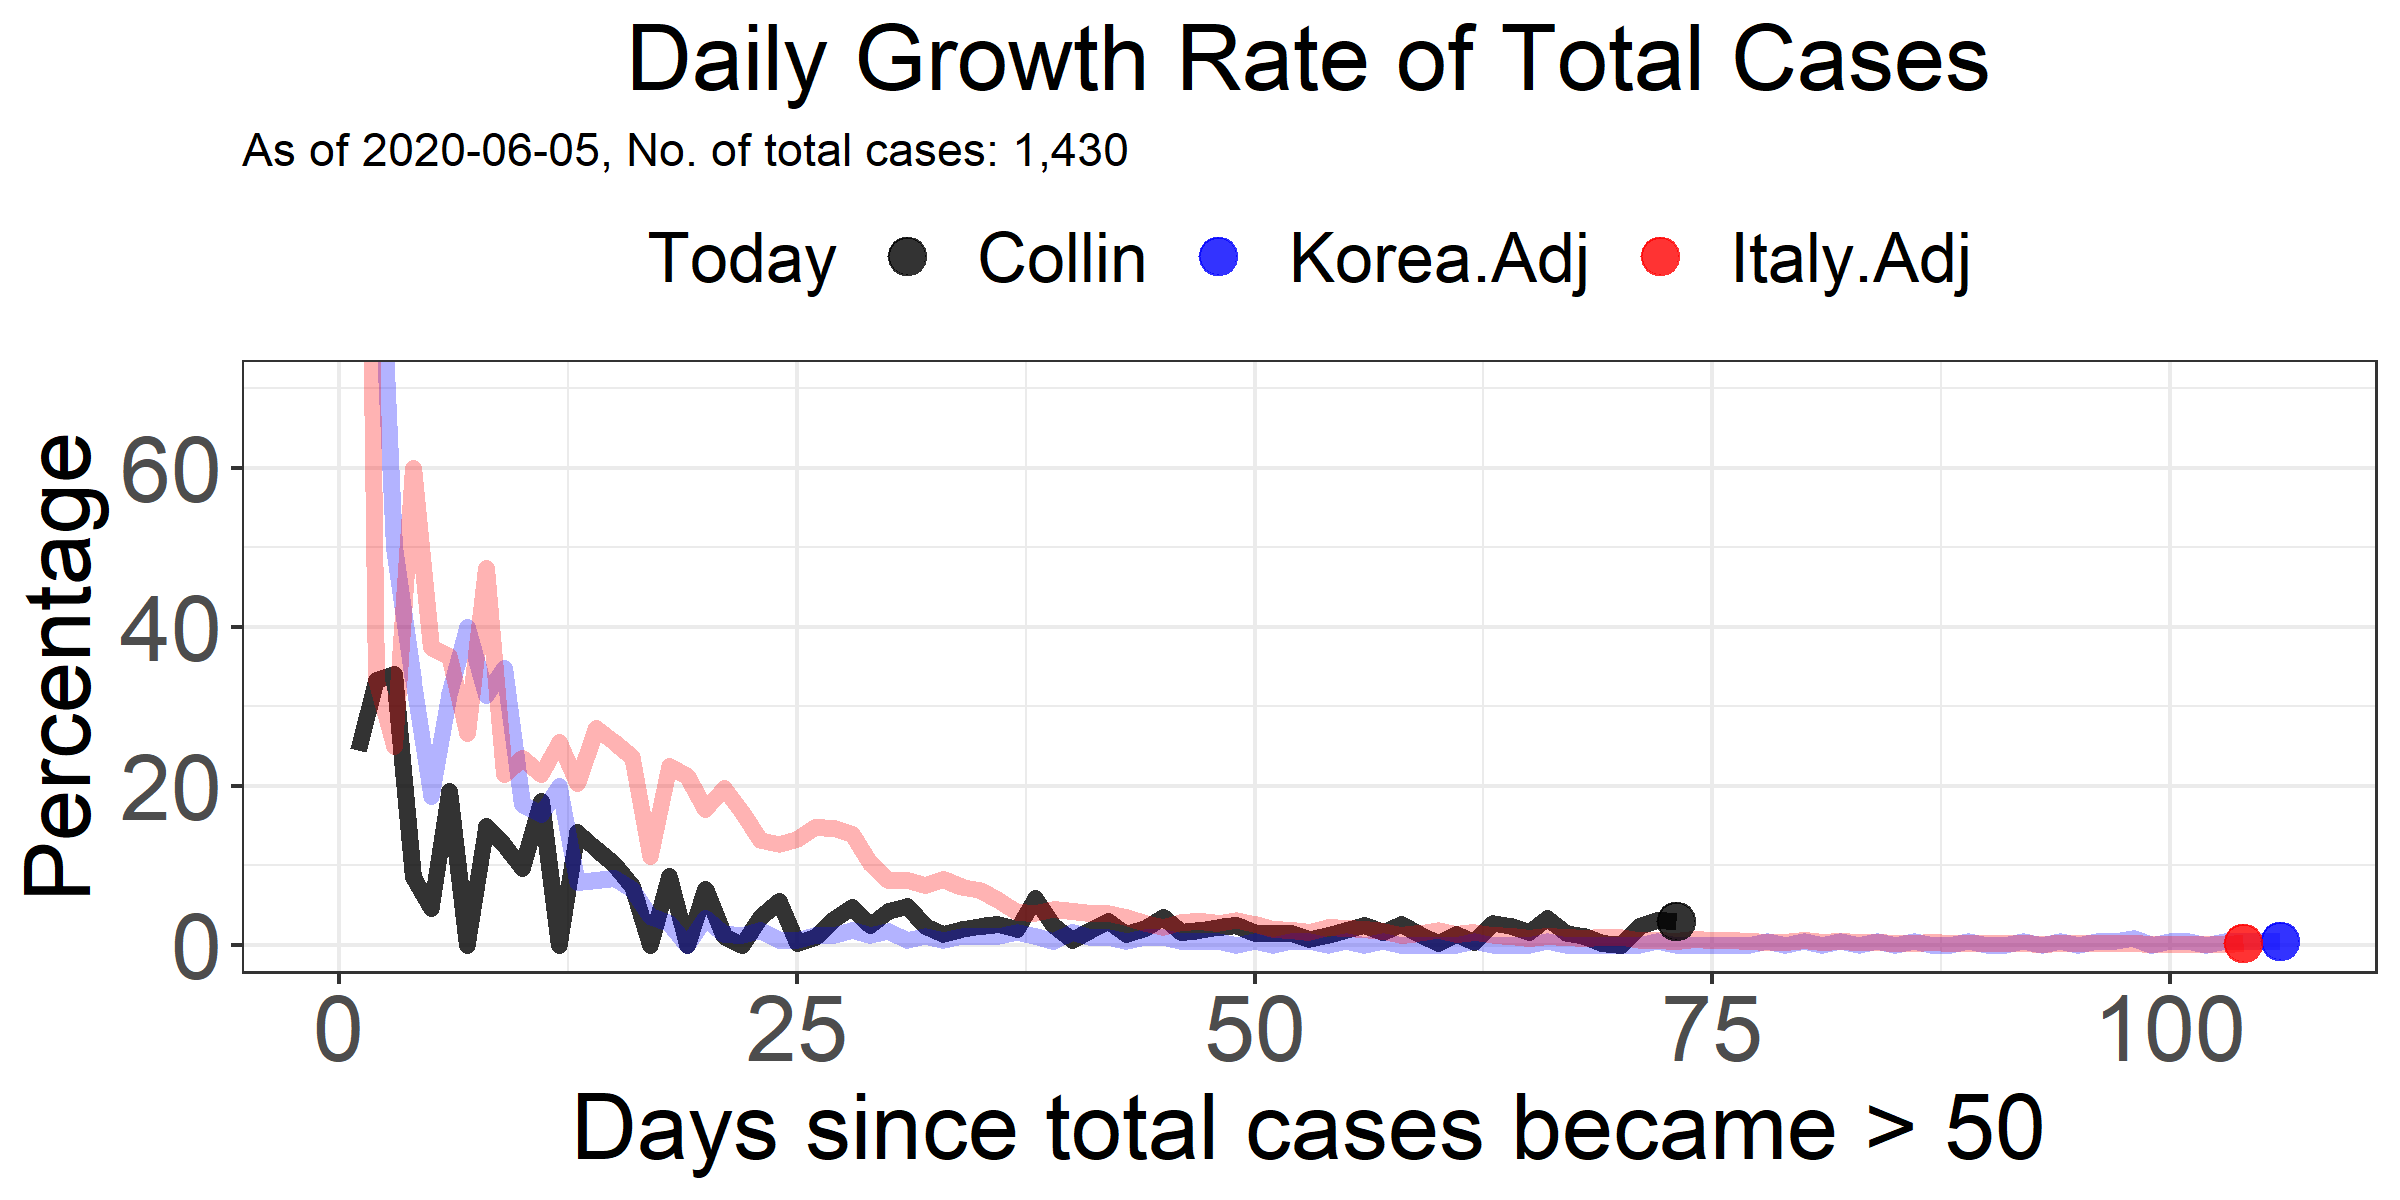 Daily Growth Rate of Total Cases
As of 2020-06-05, No. of total cases: 1,430
Today Collin Korea.Adj Italy.Adj
Percentage
60
40
20
0
0 25 50 75 100
Days since total cases became > 50